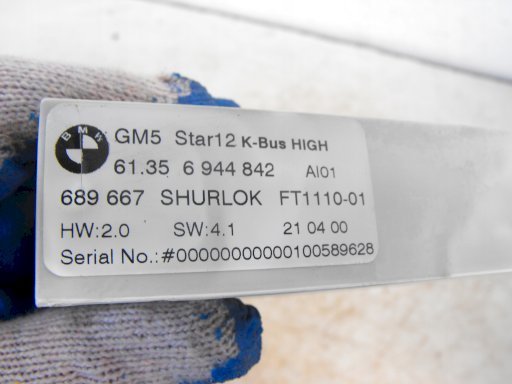 BMW
GM5 Star12 K-Bus HIGH
61.35 6 944 842 AI01
689 667 SHURLOK FT1110-01
HW:2.0 SW:4.1 21 04 00
Serial No.:#00000000000100589628